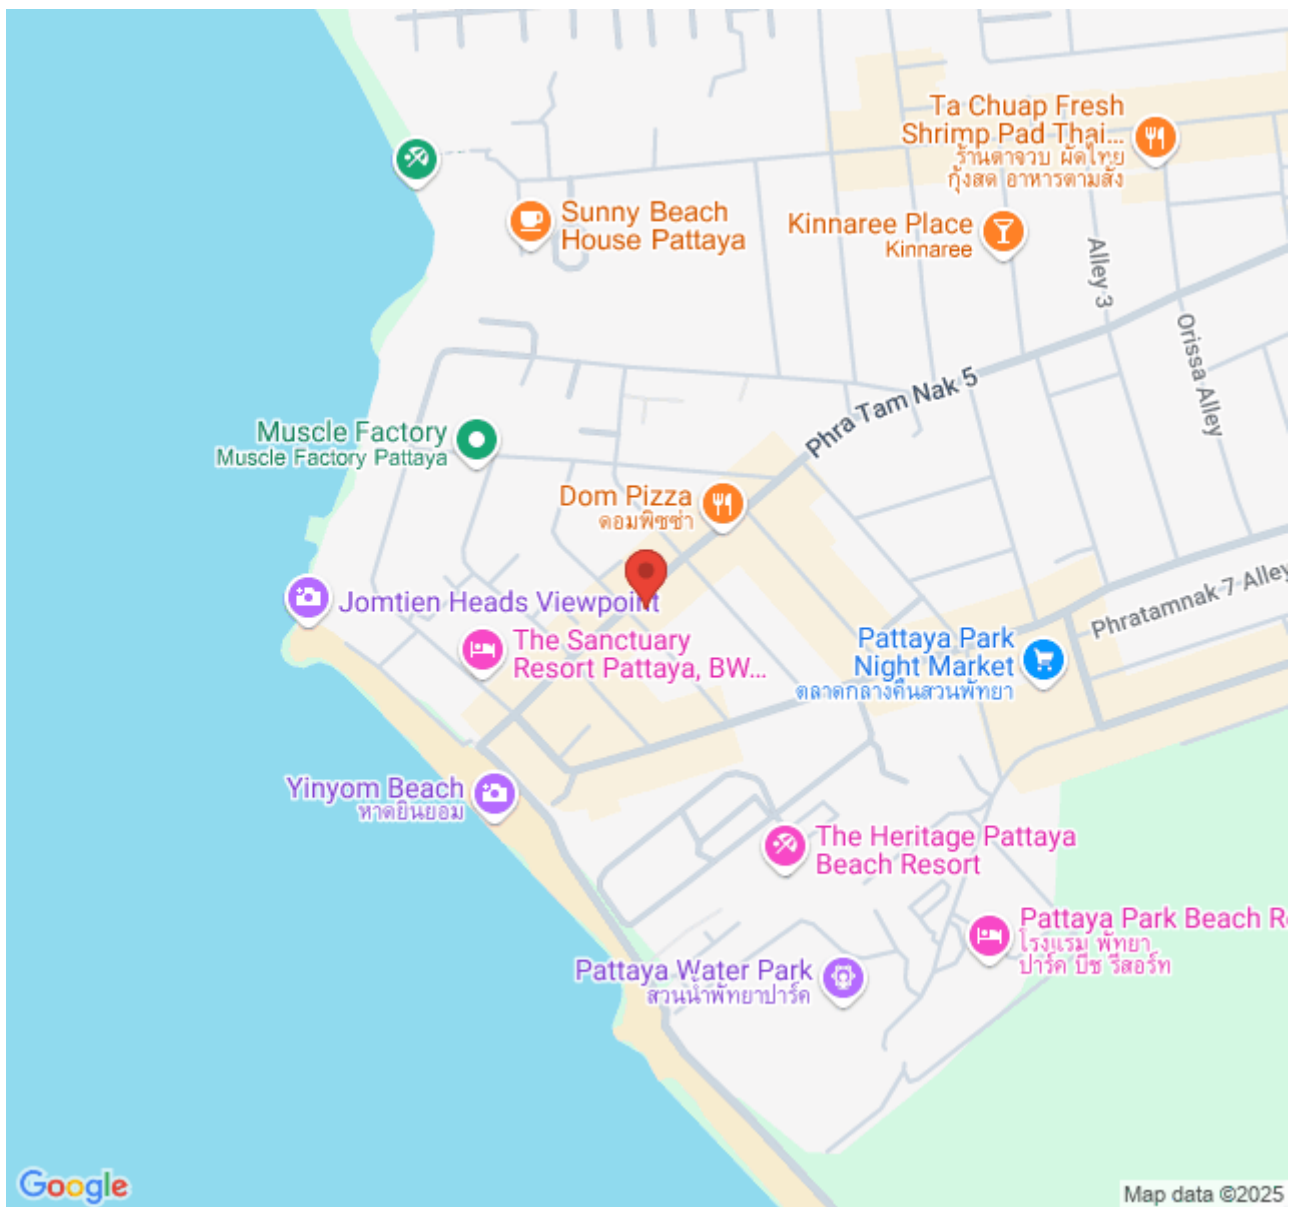 Ta Chuap Fresh
Shrimp Pad Thai...
ร้านตาจวบ ผัดไทย
กุ้งสด อาหารตามสั่ง
Sunny Beach
House Pattaya
Kinnaree Place
Kinnaree
Alley 3
Orissa Alley
Phra Tam Nak 5
Muscle Factory
Muscle Factory Pattaya
Dom Pizza
ดอมพิซซ่า
Jomtien Heads Viewpoint
The Sanctuary
Resort Pattaya, BW...
Phratamnak 7 Alley
Pattaya Park
Night Market
ตลาดกลางคืนสวนพัทยา
Yinyom Beach
หาดยินยอม
The Heritage Pattaya
Beach Resort
Pattaya Park Beach R
โรงแรม พัทยา
ปาร์ค บีช รีสอร์ท
Pattaya Water Park
สวนน้ำพัทยาปาร์ค
Google
Map data ©2025